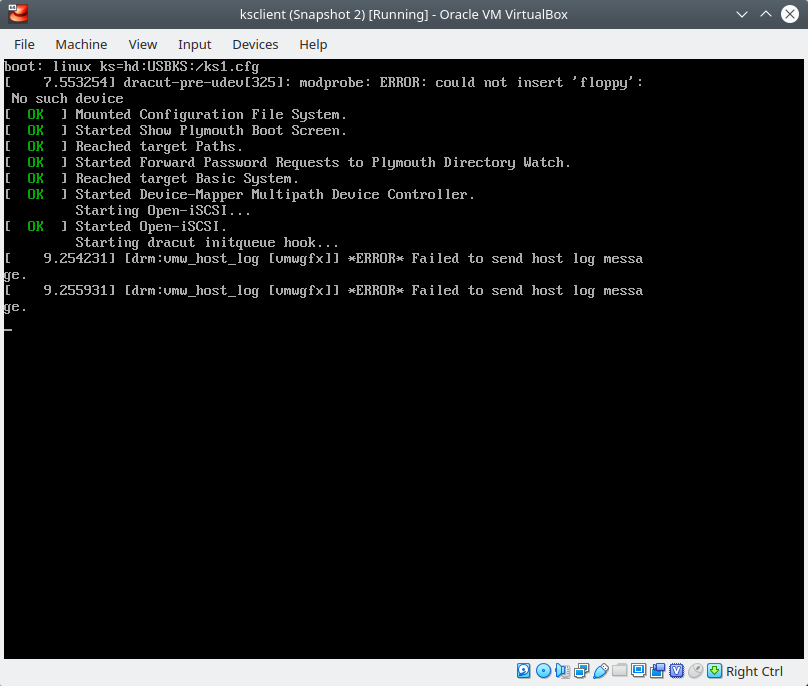 ksclient (Snapshot 2) [Running] - Oracle VM VirtualBox
File Machine View Input Devices Help
boot: linux ks=hd:USBKS:/ks1.cfg
[    7.553254] dracut-pre-udev[325]: modprobe: ERROR: could not insert 'floppy':
 No such device
[  OK  ] Mounted Configuration File System.
[  OK  ] Started Show Plymouth Boot Screen.
[  OK  ] Reached target Paths.
[  OK  ] Started Forward Password Requests to Plymouth Directory Watch.
[  OK  ] Reached target Basic System.
[  OK  ] Started Device-Mapper Multipath Device Controller.
         Starting Open-iSCSI...
[  OK  ] Started Open-iSCSI.
         Starting dracut initqueue hook...
[    9.254231] [drm:vmw_host_log [vmwgfx]] *ERROR* Failed to send host log messa
ge.
[    9.255931] [drm:vmw_host_log [vmwgfx]] *ERROR* Failed to send host log messa
ge.
_
Right Ctrl